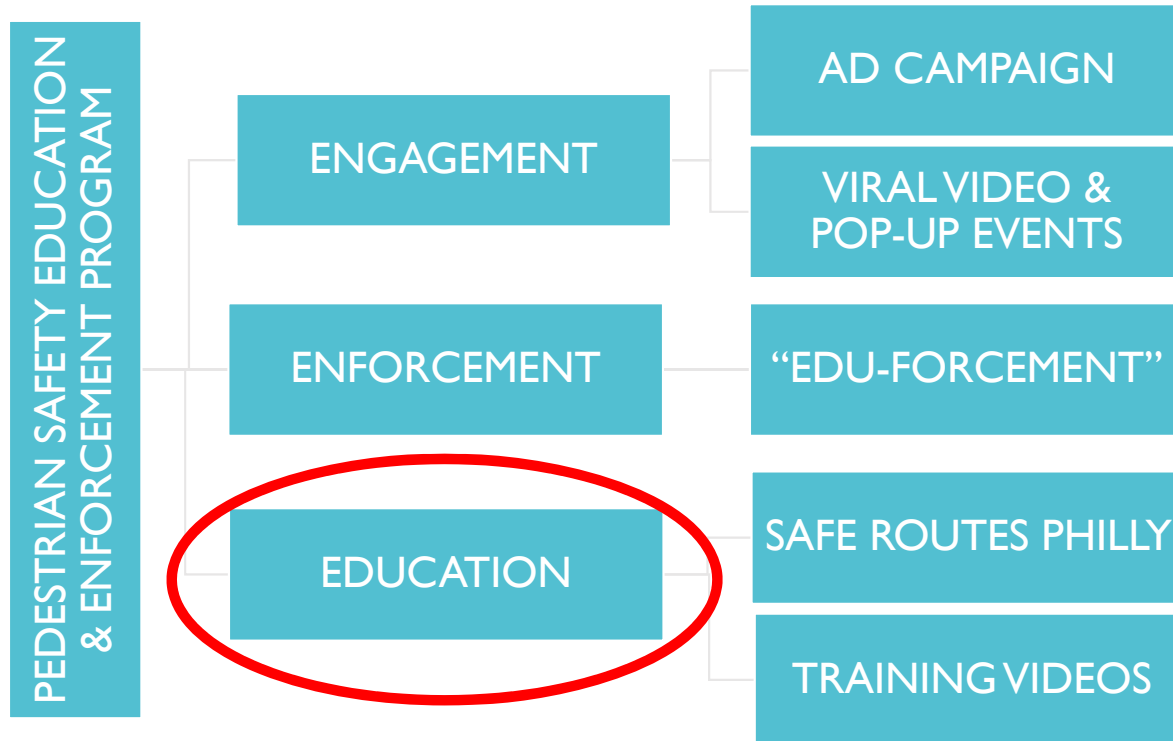 PEDESTRIAN SAFETY EDUCATION
& ENFORCEMENT PROGRAM
ENGAGEMENT
AD CAMPAIGN
VIRAL VIDEO &
POP-UP EVENTS
ENFORCEMENT
“EDU-FORCEMENT”
EDUCATION
SAFE ROUTES PHILLY
TRAINING VIDEOS